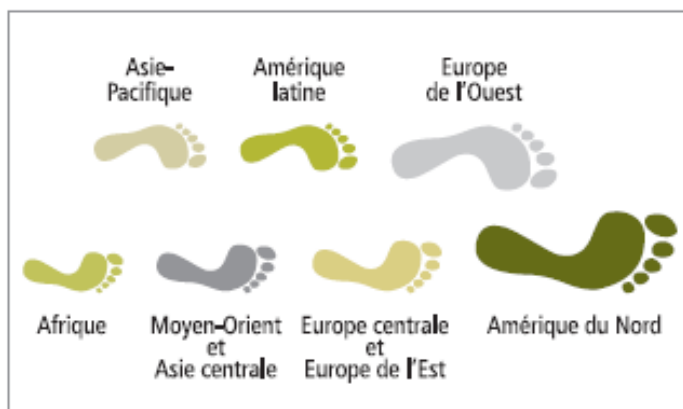 Asie-
Pacifique
Amérique
latine
Europe
de l'Ouest
Afrique
Moyen-Orient
et
Asie centrale
Europe centrale
et
Europe de l'Est
Amérique du Nord